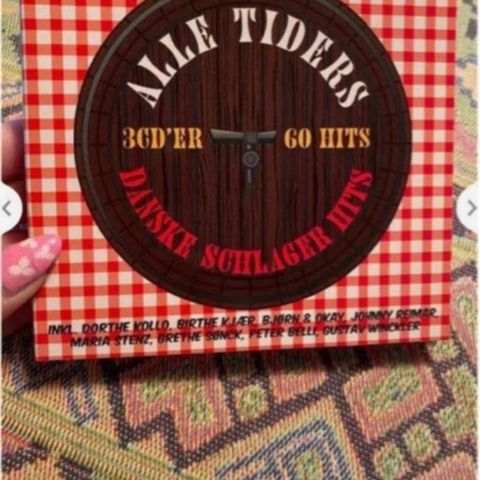 ALLE TIDERS
3CD'ER 60 HITS
DANSKE SCHLAGER HITS
INKL. DORTHE KOLLO, BIRTHE KJÆR, BJØRN & OKAY, JOHNNY REIMAR,
MARIA STENZ, GRETHE SØNCK, PETER BELLI, GUSTAV WINCKLER